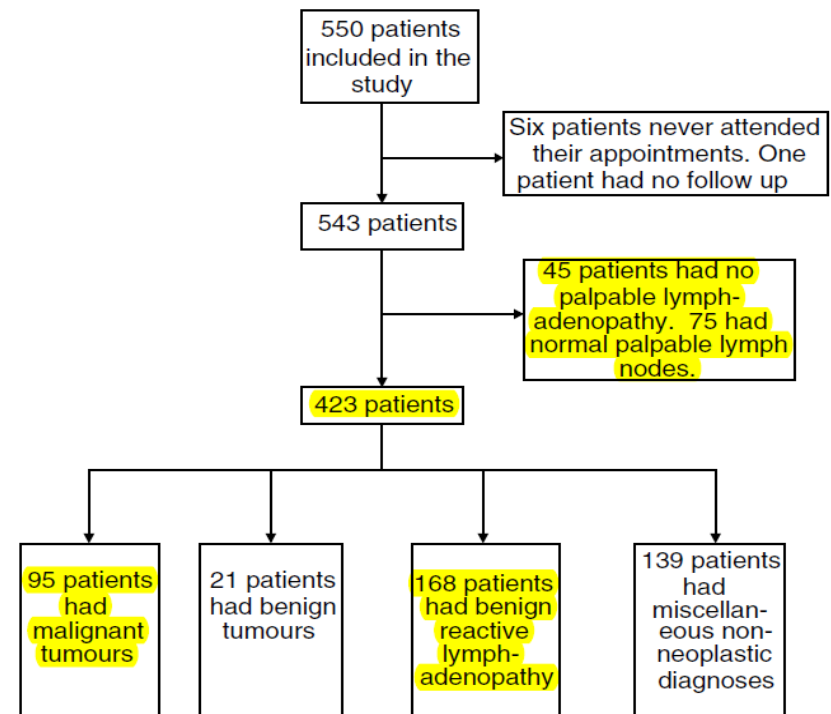 550 patients
included in the
study
Six patients never attended
their appointments. One
patient had no follow up
543 patients
45 patients had no
palpable lymph-
adenopathy. 75 had
normal palpable lymph
nodes.
423 patients
95 patients
had
malignant
tumours
21 patients
had benign
tumours
168 patients
had benign
reactive
lymph-
adenopathy
139 patients
had
miscellan-
eous non-
neoplastic
diagnoses